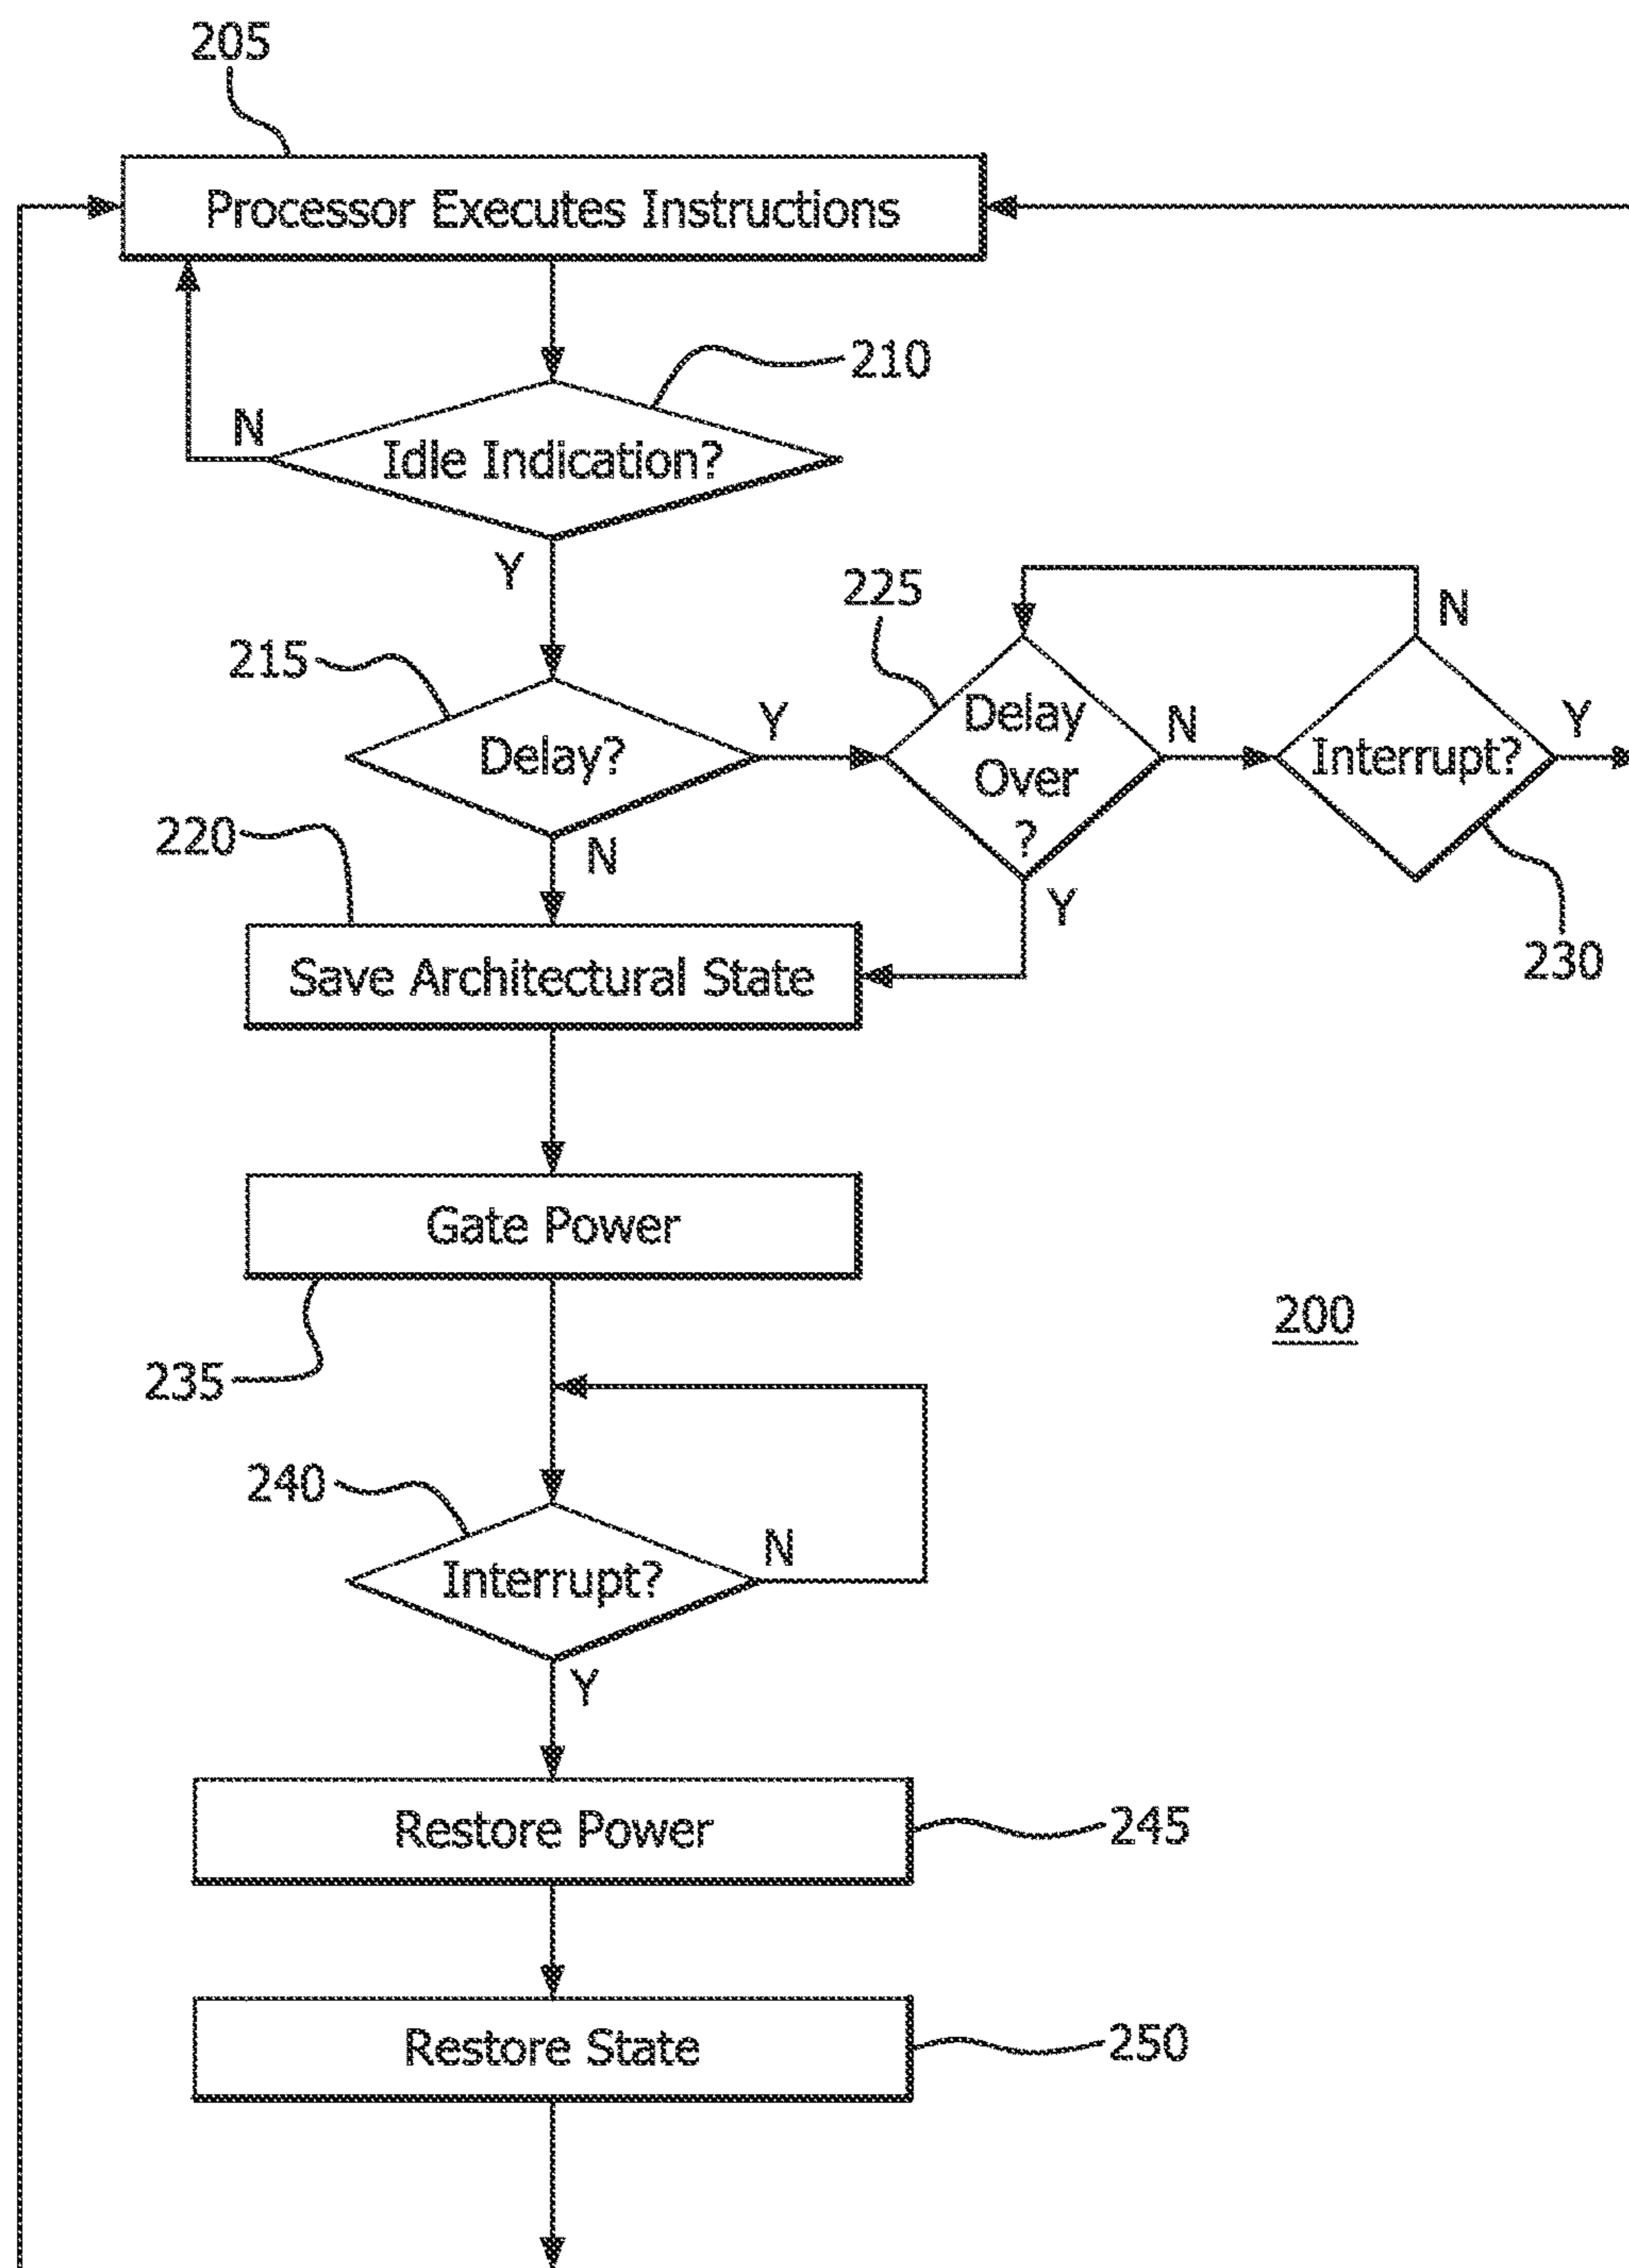 205
Processor Executes Instructions
210
N
Idle Indication?
Y
225
N
215
Delay?
Y
Delay
Over
?
N
Interrupt?
Y
220
N
Y
230
Save Architectural State
Gate Power
200
235
240
N
Interrupt?
Y
Restore Power
245
Restore State
250